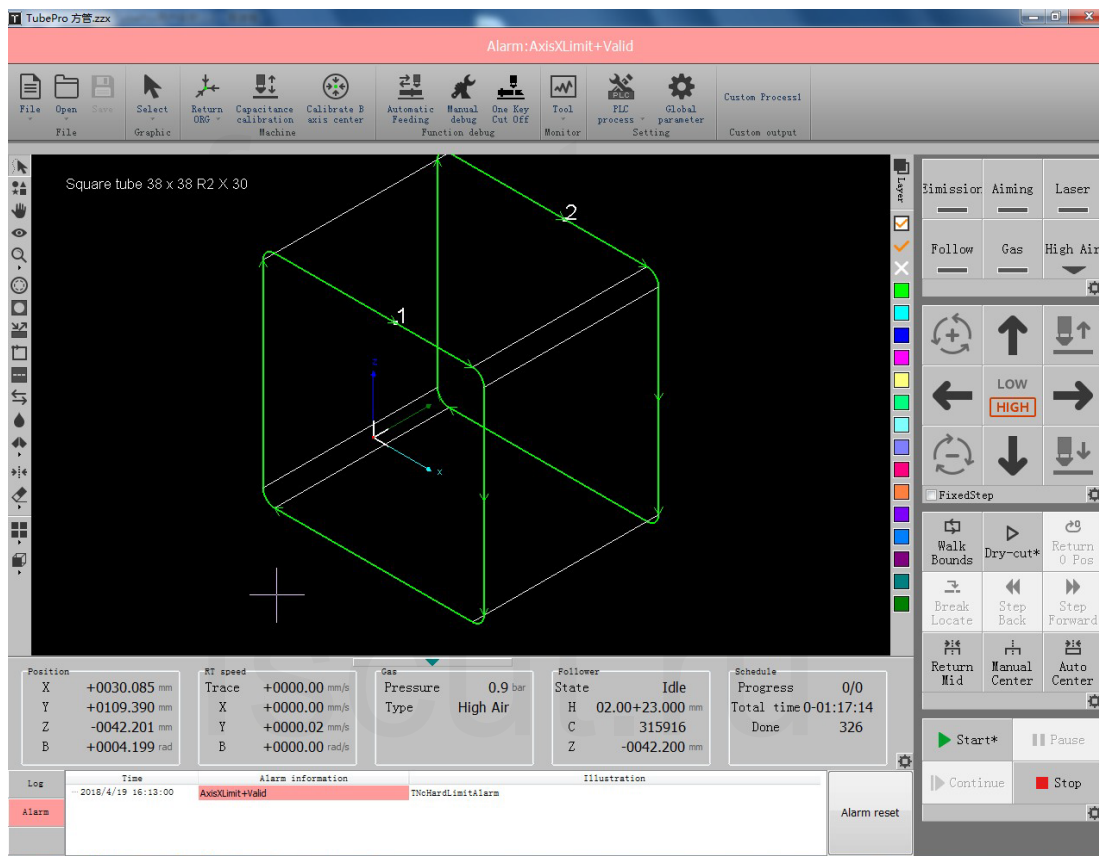 TubePro 方管.zzx
Alarm:AxisXLimit+Valid
File Open Save Select Return ORG Capacitance calibration Calibrate B axis center Automatic Feeding Manual debug One Key Cut Off Tool PLC process Global parameter Custom Process1
File Graphic Machine Function debug Monitor Setting Custom output
Square tube 38 x 38 R2 X 30
Layer
2
1
z
x
Eimission Aiming Laser
Follow Gas High Air
LOW
HIGH
FixedStep
Walk Bounds Dry-cut* Return 0 Pos
Break Locate Step Back Step Forward
Return Mid Manual Center Auto Center
Start* Pause
Continue Stop
Position
X +0030.085 mm
Y +0109.390 mm
Z -0042.201 mm
B +0004.199 rad
RT speed
Trace +0000.00 mm/s
X +0000.00 mm/s
Y +0000.02 mm/s
B +0000.00 rad/s
Gas
Pressure 0.9 bar
Type High Air
Follower
State Idle
H 02.00+23.000 mm
C 315916
Z -0042.200 mm
Schedule
Progress 0/0
Total time 0-01:17:14
Done 326
Log
Alarm
Time Alarm information Illustration
2018/4/19 16:13:00 AxisXLimit+Valid TNcHardLimitAlarm
Alarm reset